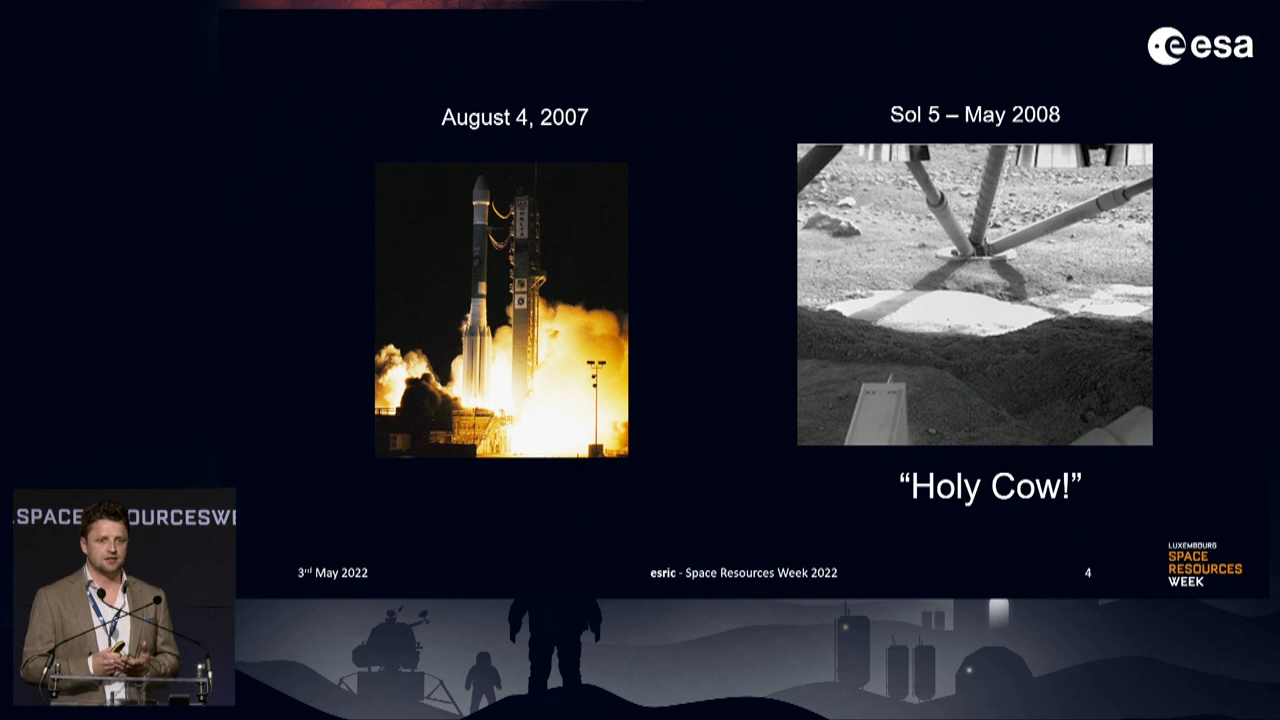 esa
August 4, 2007
Sol 5 – May 2008
“Holy Cow!”
3rd May 2022
esric - Space Resources Week 2022
4
LUXEMBOURG
SPACE
RESOURCES
WEEK
.SPACE OURCESWE